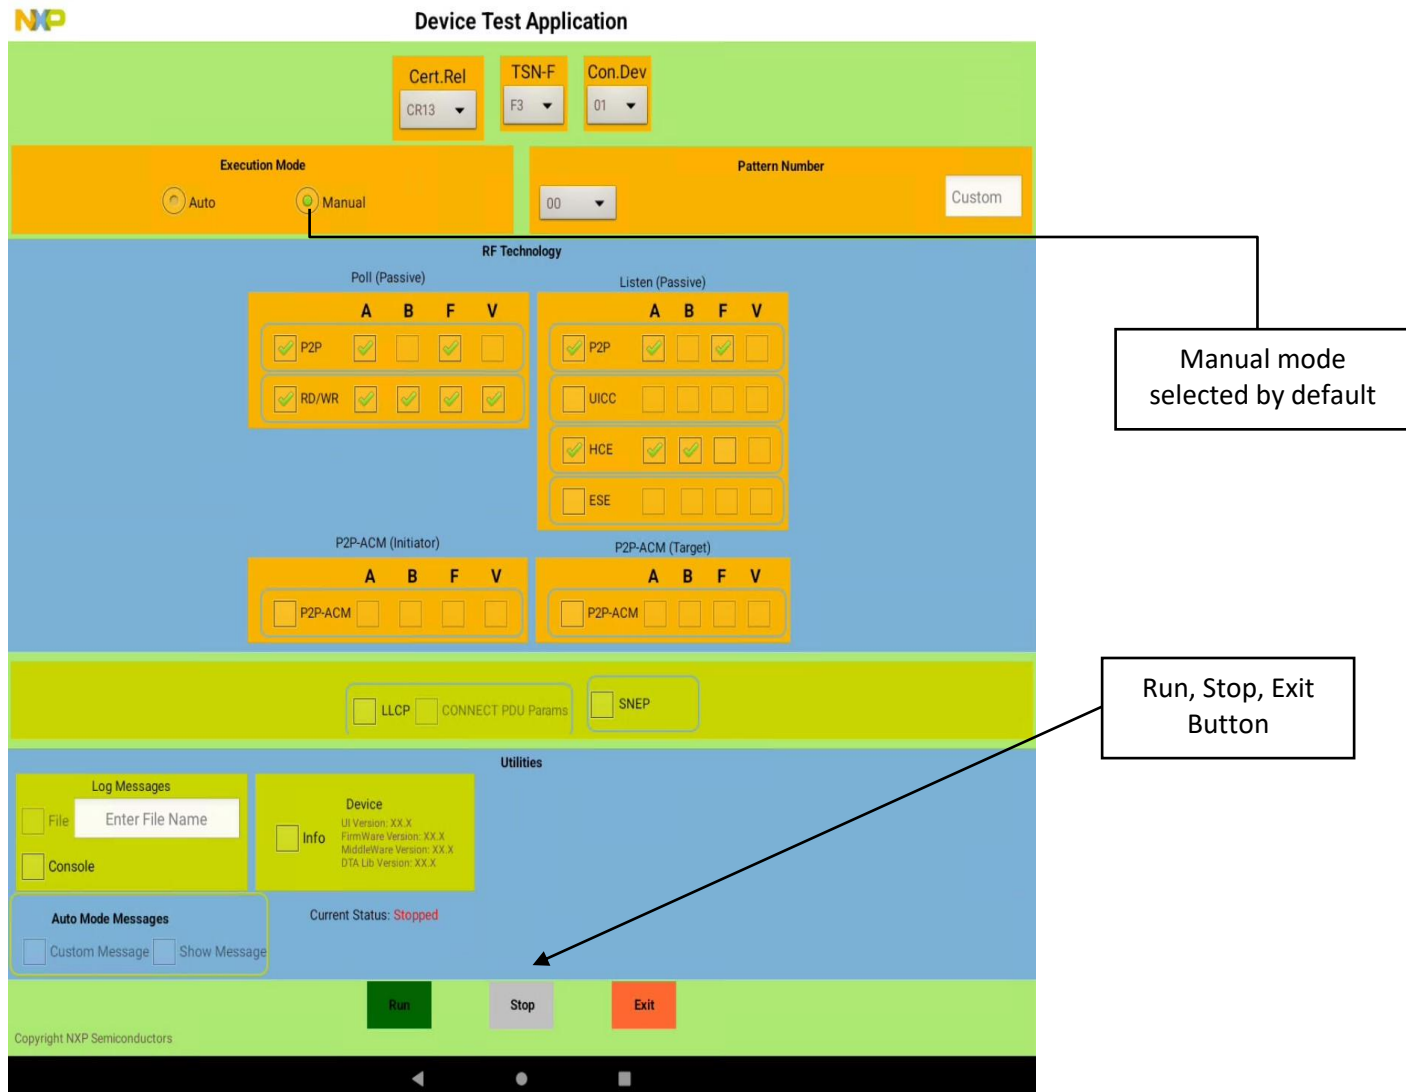 NXP
Device Test Application
Cert.Rel TSN-F Con.Dev
CR13 F3 01
Execution Mode
Auto Manual
Pattern Number
00 Custom
RF Technology
Poll (Passive)
A B F V
P2P
RD/WR
Listen (Passive)
A B F V
P2P
UICC
HCE
ESE
P2P-ACM (Initiator)
A B F V
P2P-ACM
P2P-ACM (Target)
A B F V
P2P-ACM
Manual mode
selected by default
LLCP CONNECT PDU Params SNEP
Run, Stop, Exit
Button
Utilities
Log Messages
File Enter File Name
Console
Device
Info
UI Version: XX.X
FirmWare Version: XX.X
MiddleWare Version: XX.X
DTA Lib Version: XX.X
Auto Mode Messages
Custom Message Show Message
Current Status: Stopped
Run Stop Exit
Copyright NXP Semiconductors